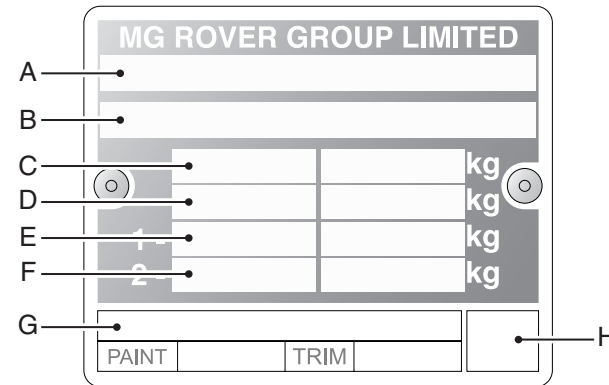 MG ROVER GROUP LIMITED
A
B
C kg
D kg
E 1 - kg
F 2 - kg
G H
PAINT TRIM